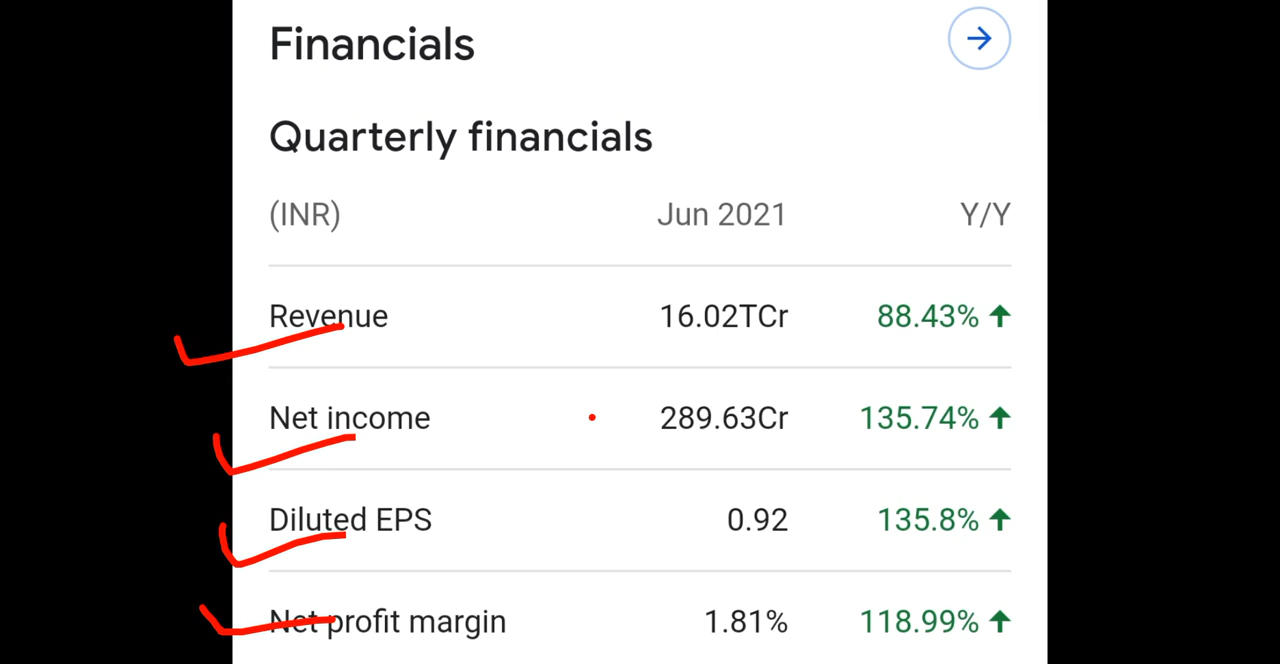 Financials
Quarterly financials
(INR) Jun 2021 Y/Y
Revenue 16.02TCr 88.43%
Net income 289.63Cr 135.74%
Diluted EPS 0.92 135.8%
Net profit margin 1.81% 118.99%